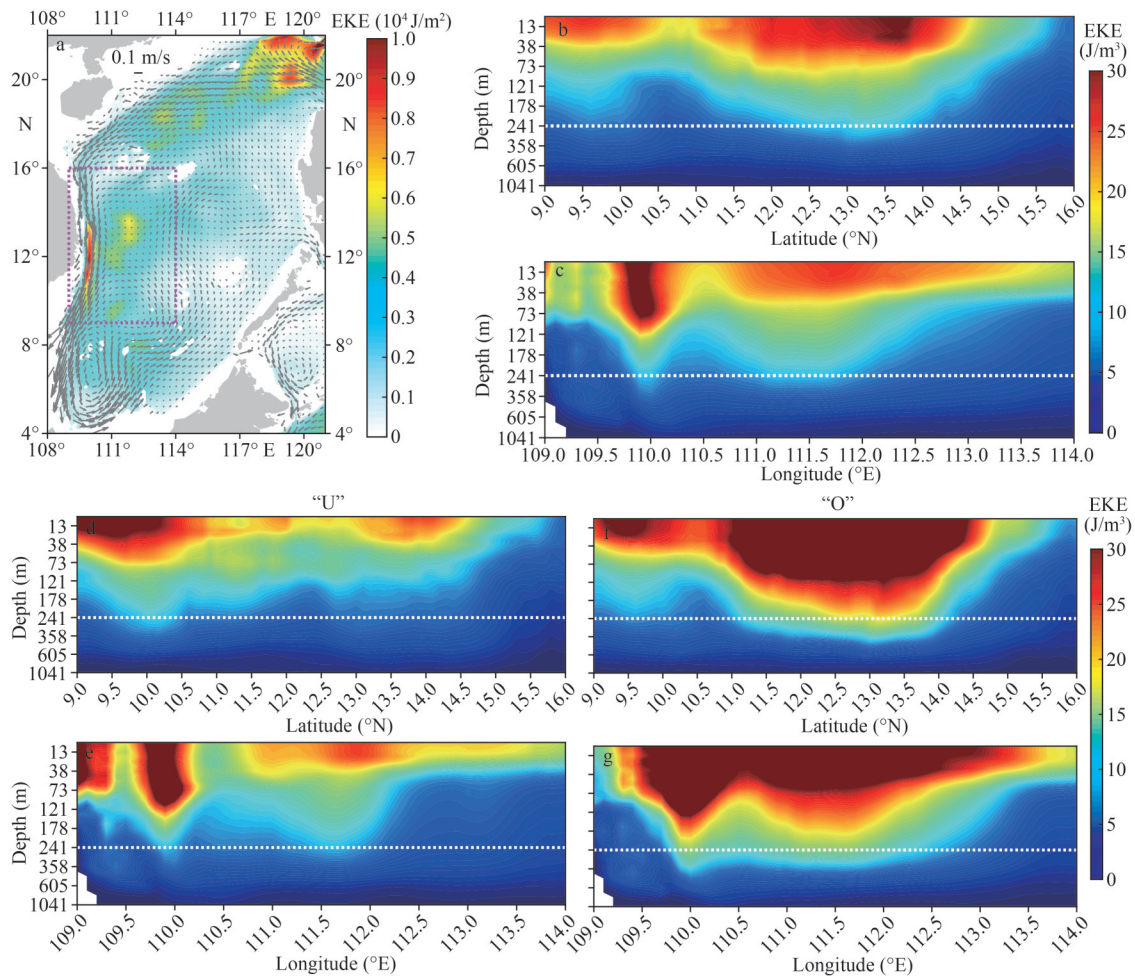 108° 111° 114° 117° E 120° EKE (10⁴ J/m²)
a
0.1 m/s
20°
N
16°
12°
8°
4°
20°
N
16°
12°
8°
4°
108° 111° 114° 117° E 120°
1.0
0.9
0.8
0.7
0.6
0.5
0.4
0.3
0.2
0.1
0
b
Depth (m)
13
38
73
121
178
241
358
605
1041
9.0 9.5 10.0 10.5 11.0 11.5 12.0 12.5 13.0 13.5 14.0 14.5 15.0 15.5 16.0
Latitude (°N)
EKE
(J/m³)
30
25
20
15
10
5
0
c
Depth (m)
13
38
73
121
178
241
358
605
1041
109.0 109.5 110.0 110.5 111.0 111.5 112.0 112.5 113.0 113.5 114.0
Longitude (°E)
“U”
d
Depth (m)
13
38
73
121
178
241
358
605
1041
9.0 9.5 10.0 10.5 11.0 11.5 12.0 12.5 13.0 13.5 14.0 14.5 15.0 15.5 16.0
Latitude (°N)
“O”
9.0 9.5 10.0 10.5 11.0 11.5 12.0 12.5 13.0 13.5 14.0 14.5 15.0 15.5 16.0
Latitude (°N)
EKE
(J/m³)
30
25
20
15
10
5
0
e
Depth (m)
13
38
73
121
178
241
358
605
1041
109.0 109.5 110.0 110.5 111.0 111.5 112.0 112.5 113.0 113.5 114.0
Longitude (°E)
g
109.0 109.5 110.0 110.5 111.0 111.5 112.0 112.5 113.0 113.5 114.0
Longitude (°E)